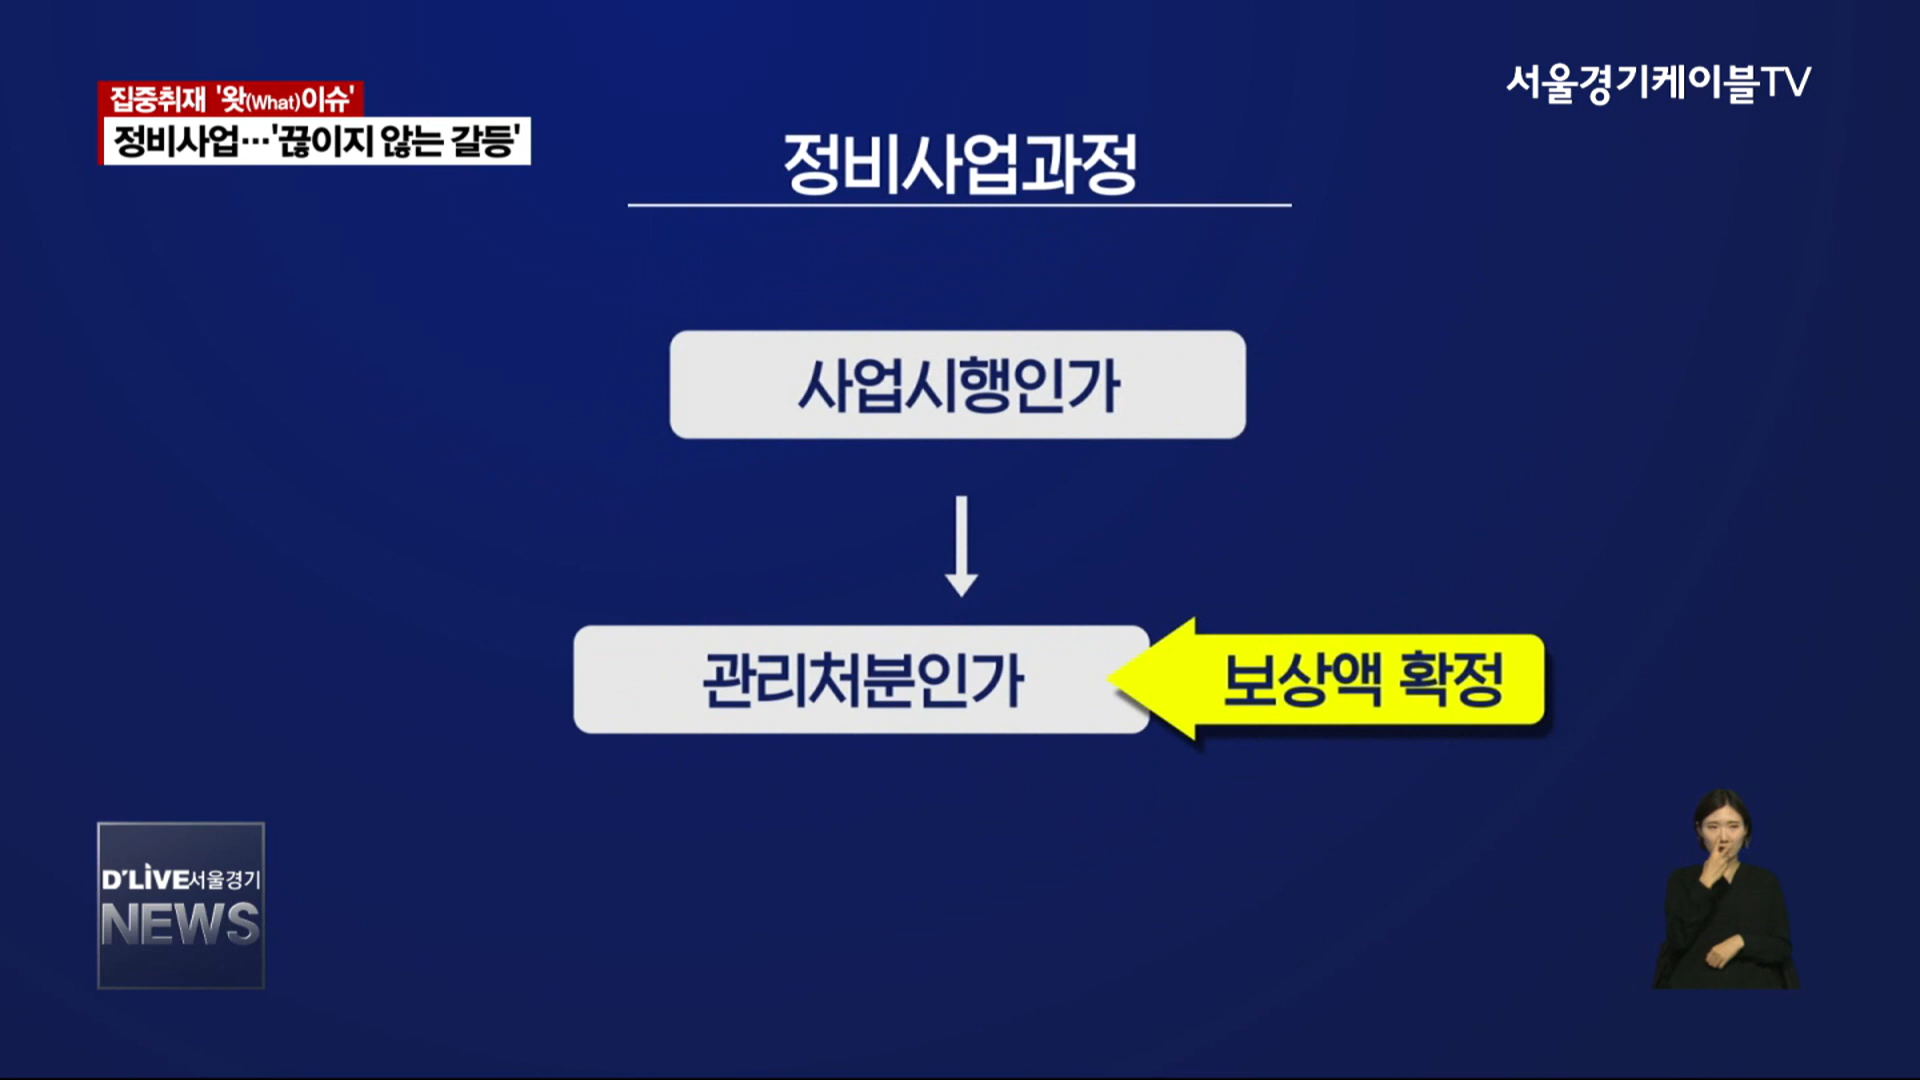 집중취재 '왓(What)이슈'
정비사업…'끊이지 않는 갈등'
서울경기케이블TV
정비사업과정
사업시행인가
관리처분인가
보상액 확정
D'LIVE서울경기
NEWS